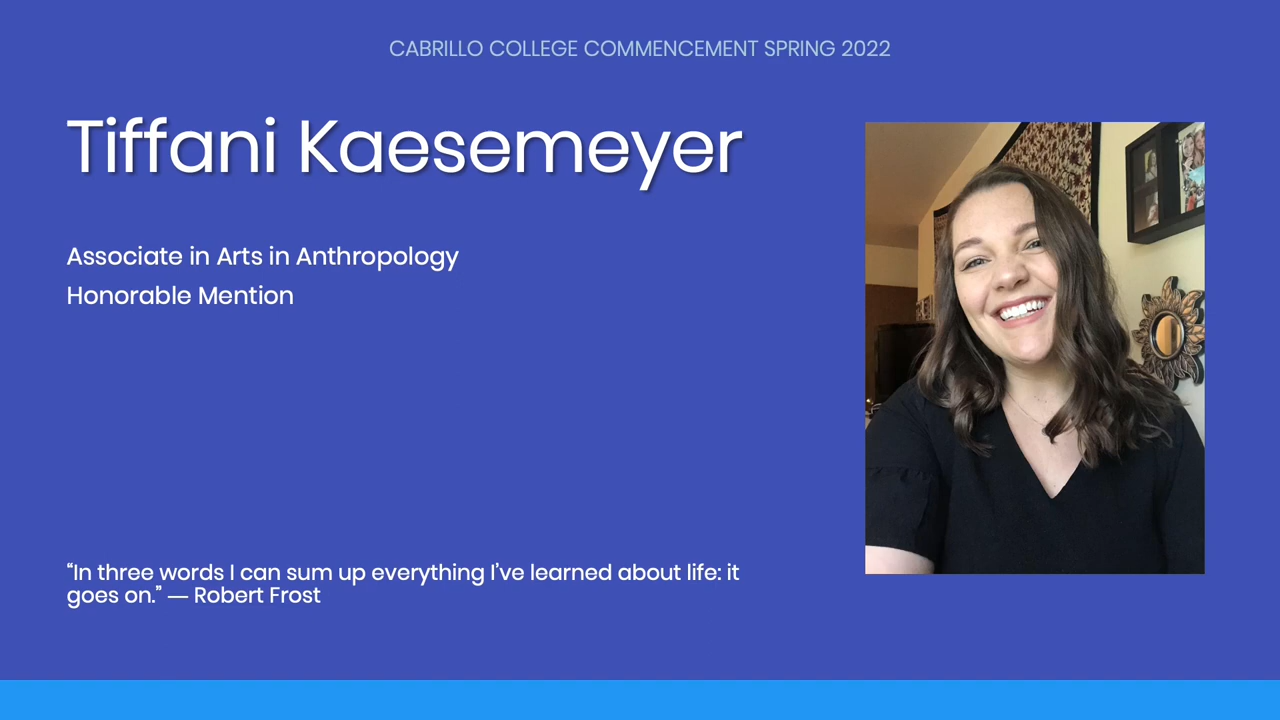 CABRILLO COLLEGE COMMENCEMENT SPRING 2022
Tiffani Kaesemeyer
Associate in Arts in Anthropology
Honorable Mention
“In three words I can sum up everything I’ve learned about life: it
goes on.” — Robert Frost